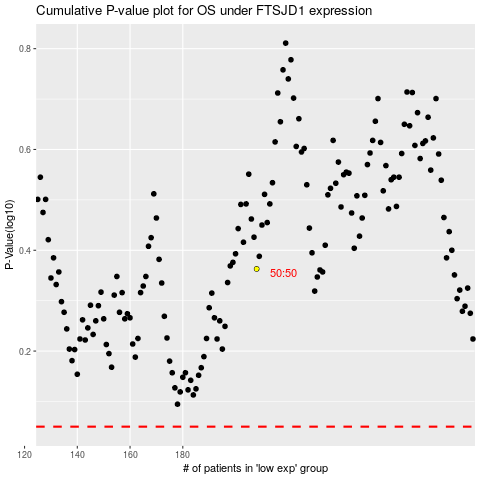 Cumulative P-value plot for OS under FTSJD1 expression
0.8
0.6
0.4
0.2
P-Value(log10)
50:50
120 140 160 180
# of patients in 'low exp' group